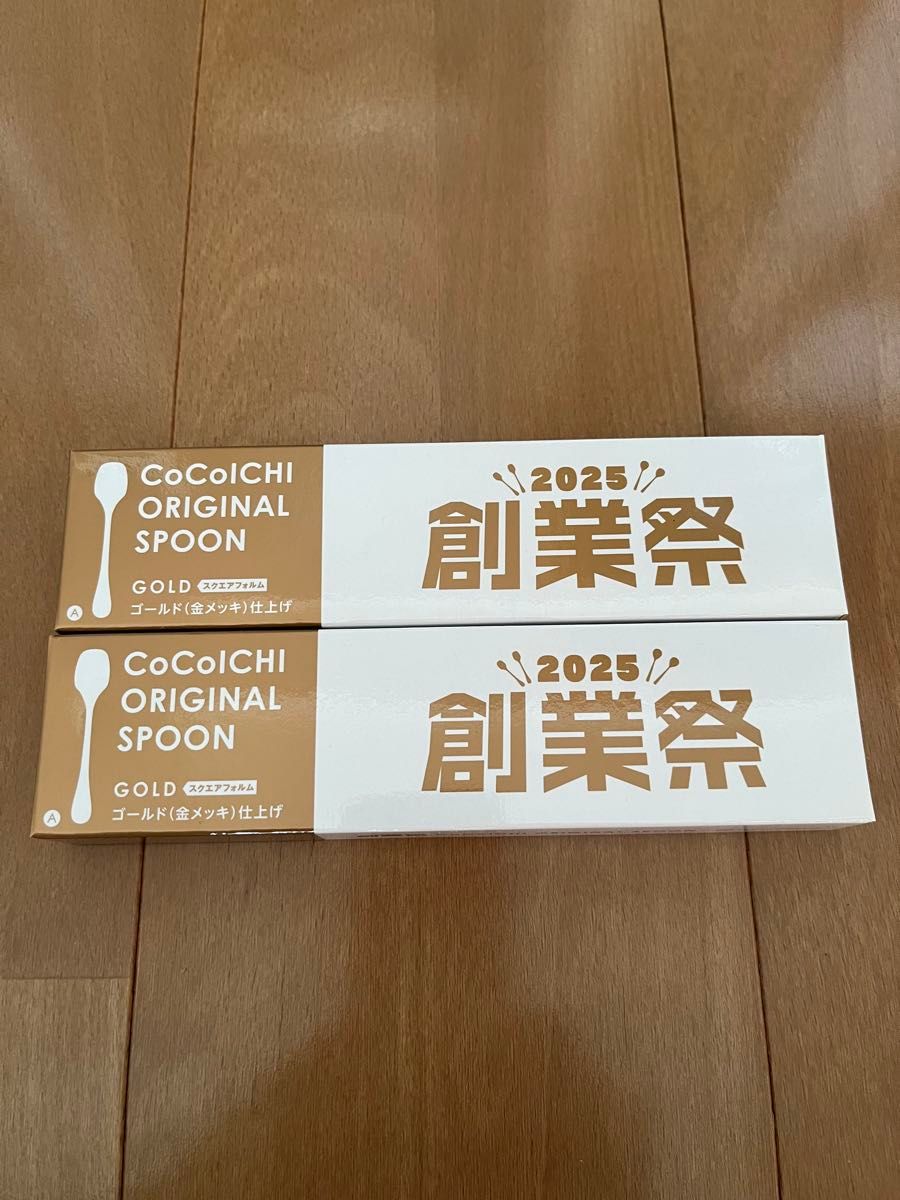 CoCoICHI
ORIGINAL
SPOON
GOLD スクエアフォルム
A ゴールド(金メッキ)仕上げ
2025
創業祭
CoCoICHI
ORIGINAL
SPOON
GOLD スクエアフォルム
A ゴールド(金メッキ)仕上げ
2025
創業祭